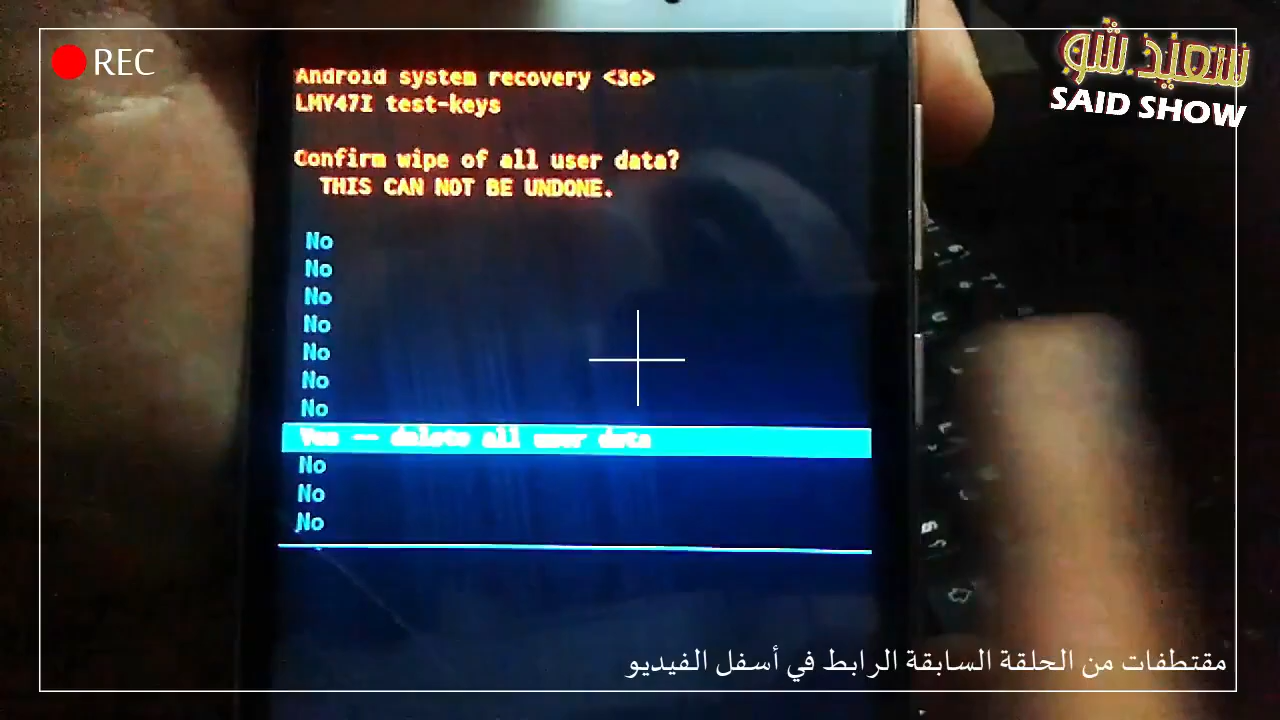 REC
سعيد شو
SAID SHOW
Android system recovery <3e>
LMY47I test-keys
Confirm wipe of all user data?
THIS CAN NOT BE UNDONE.
No
No
No
No
No
No
No
Yes -- delete all user data
No
No
No
مقتطفات من الحلقة السابقة الرابط في أسفل الفيديو